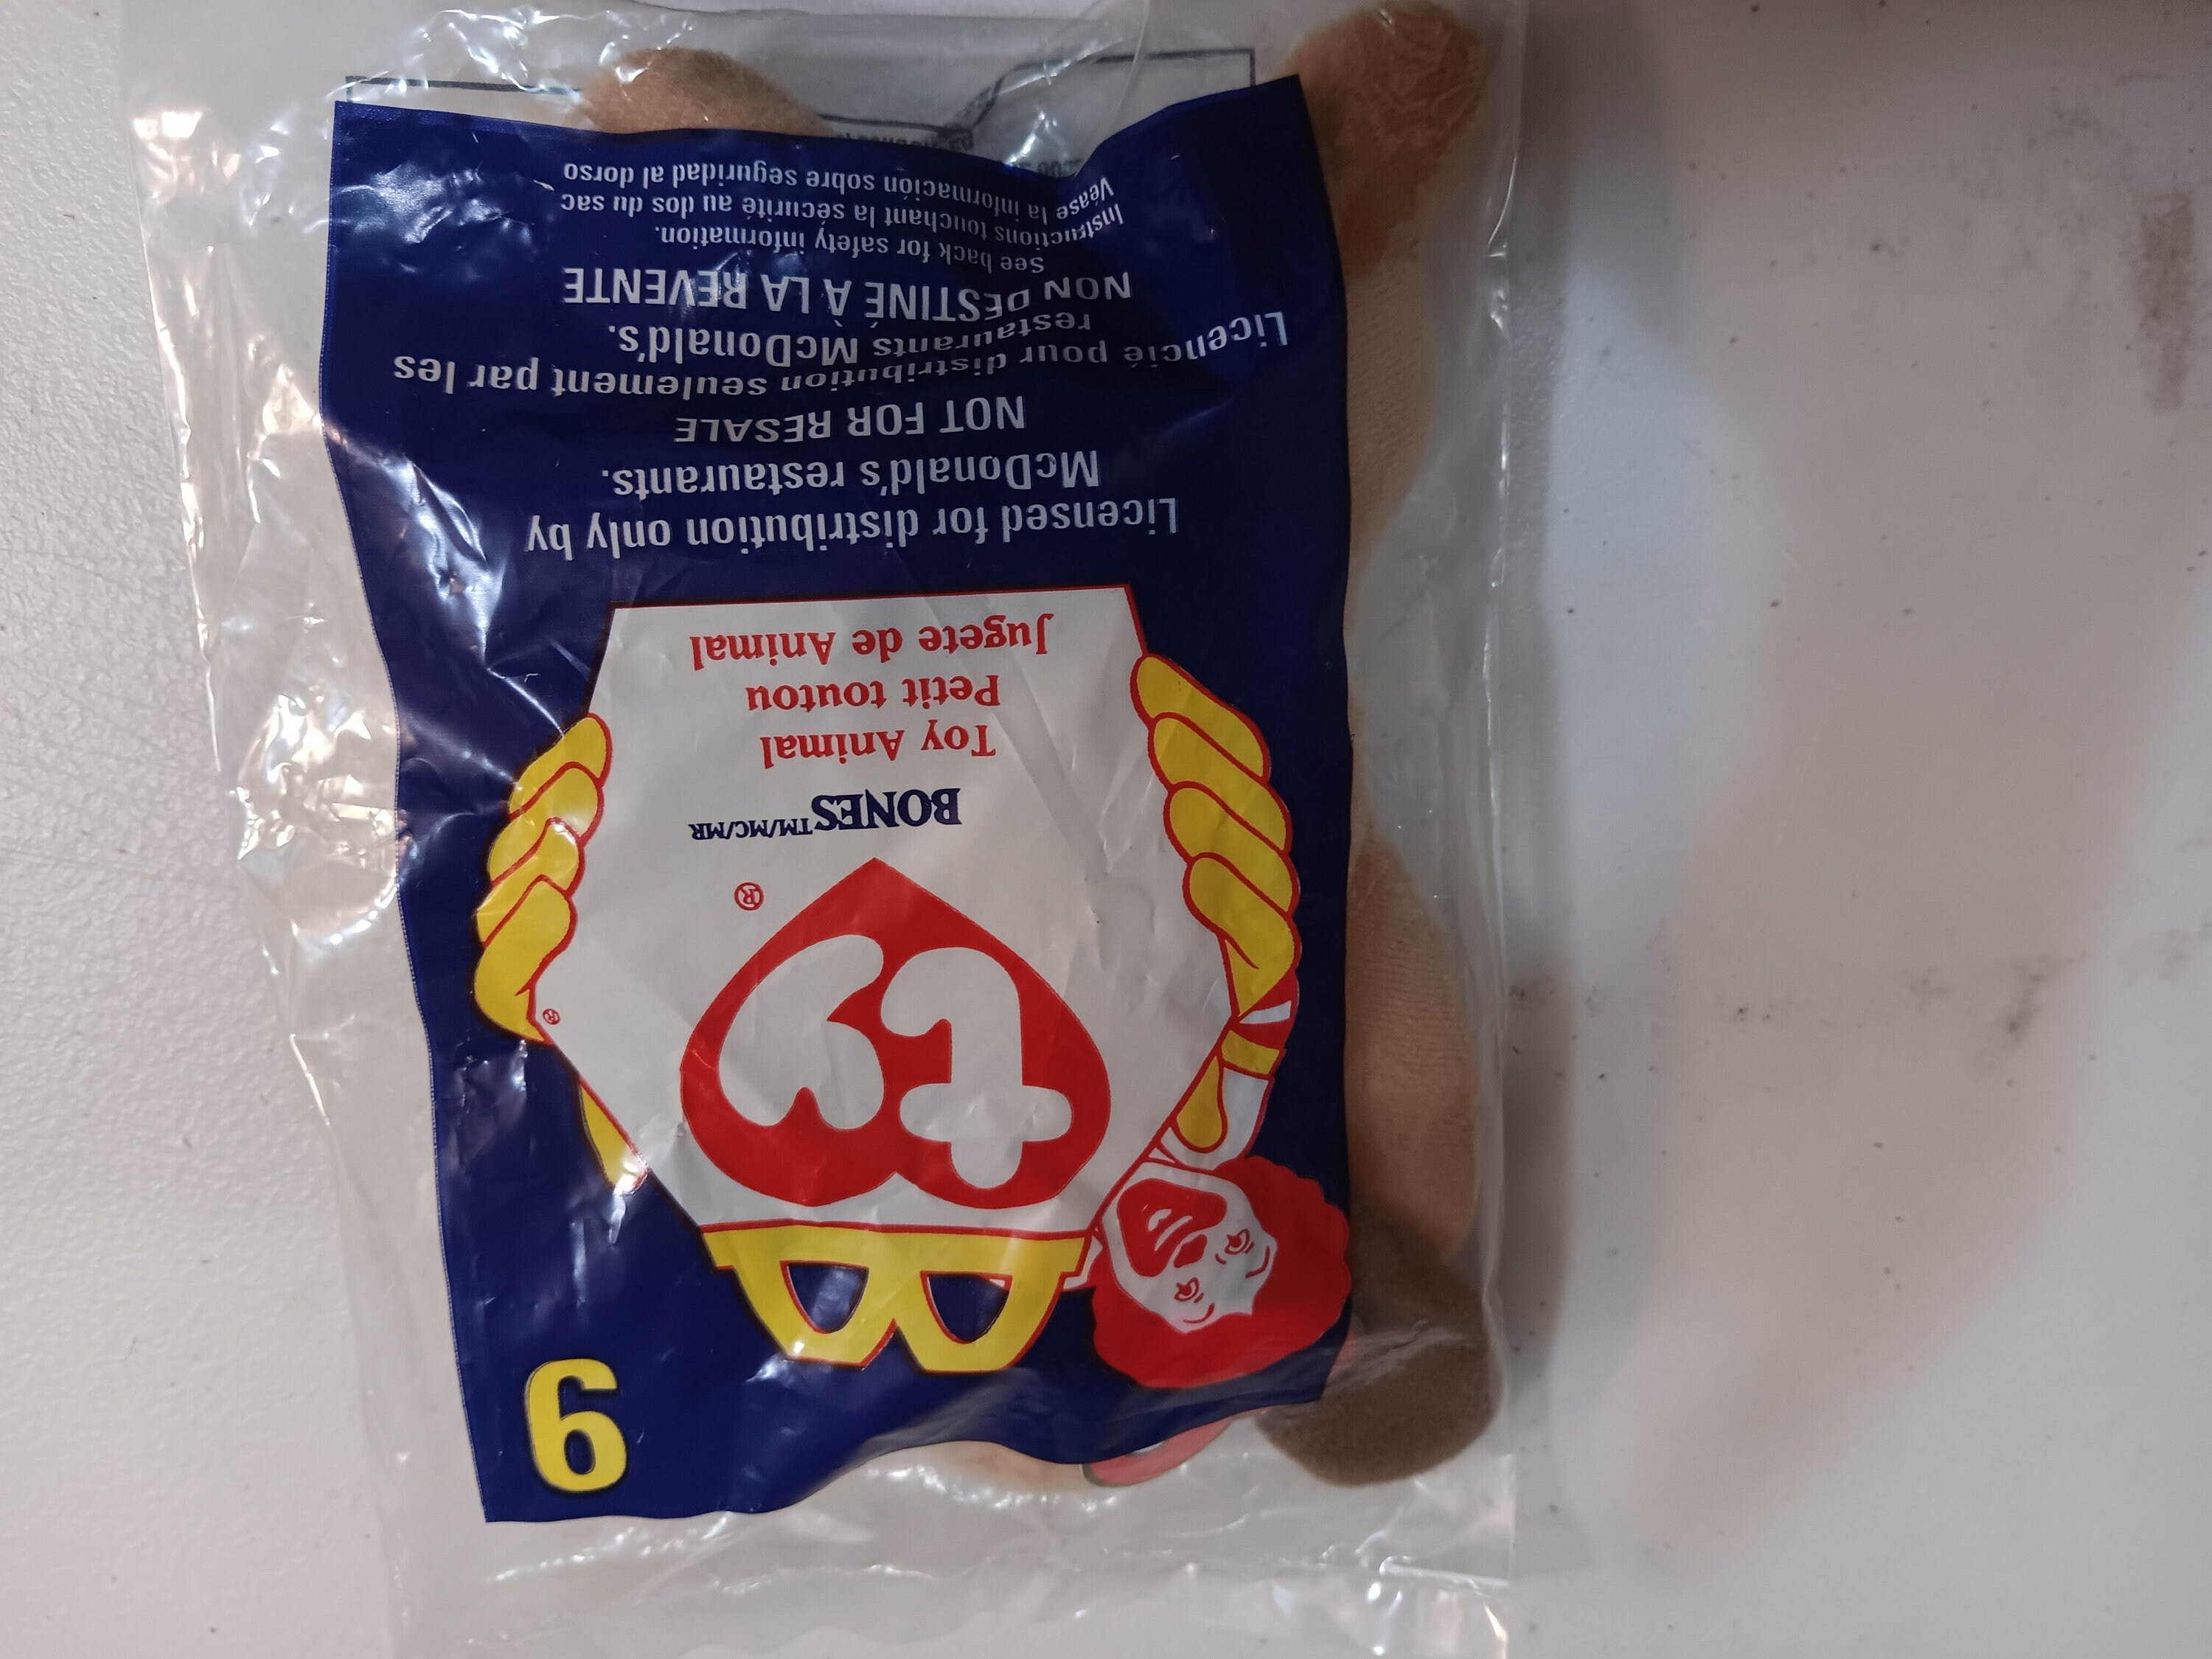 9
®
ty
®
BONES™/MC/MR
Toy Animal
Petit toutou
Jugete de Animal
Licensed for distribution only by
McDonald's restaurants.
NOT FOR RESALE
Licencié pour distribution seulement par les
restaurants McDonald's.
NON DESTINÉ À LA REVENTE
See back for safety information.
Instructions touchant la sécurité au dos du sac
Véase la información sobre seguridad al dorso